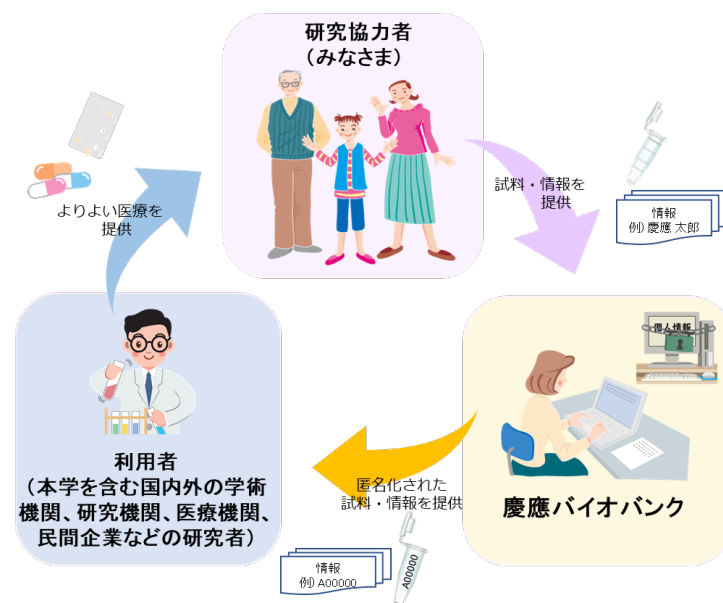 研究協力者
（みなさま）
試料・情報を
提供
情報
例) 慶應 太郎
よりよい医療を
提供
個人情報
慶應バイオバンク
匿名化された
試料・情報を提供
情報
例) A00000
A00000
利用者
（本学を含む国内外の学術
機関、研究機関、医療機関、
民間企業などの研究者）